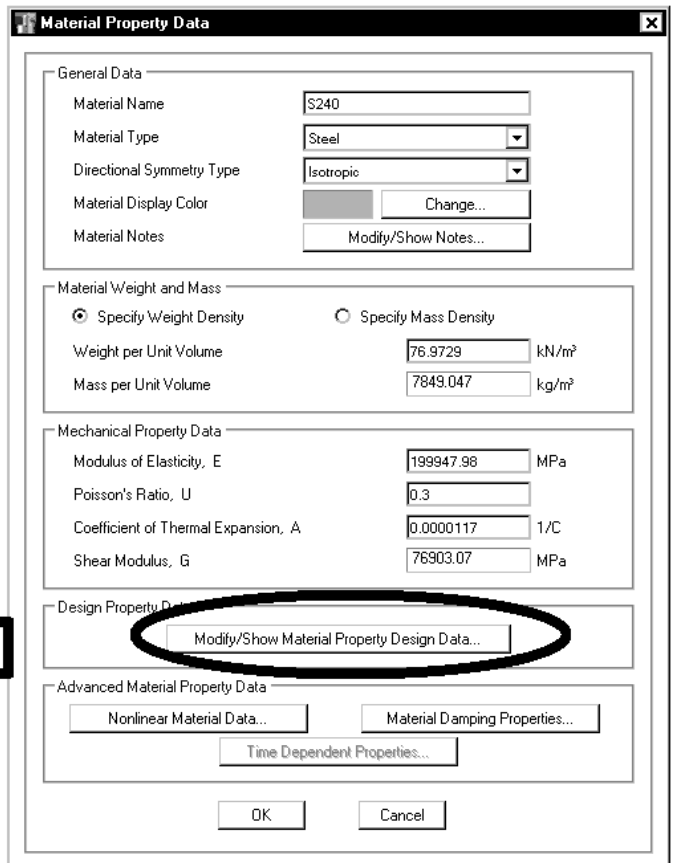 Material Property Data
General Data
Material Name S240
Material Type Steel
Directional Symmetry Type Isotropic
Material Display Color Change...
Material Notes Modify/Show Notes...
Material Weight and Mass
Specify Weight Density Specify Mass Density
Weight per Unit Volume 76.9729 kN/m³
Mass per Unit Volume 7849.047 kg/m³
Mechanical Property Data
Modulus of Elasticity, E 199947.98 MPa
Poisson's Ratio, U 0.3
Coefficient of Thermal Expansion, A 0.0000117 1/C
Shear Modulus, G 76903.07 MPa
Design Property Data
Modify/Show Material Property Design Data...
Advanced Material Property Data
Nonlinear Material Data... Material Damping Properties...
Time Dependent Properties...
OK Cancel